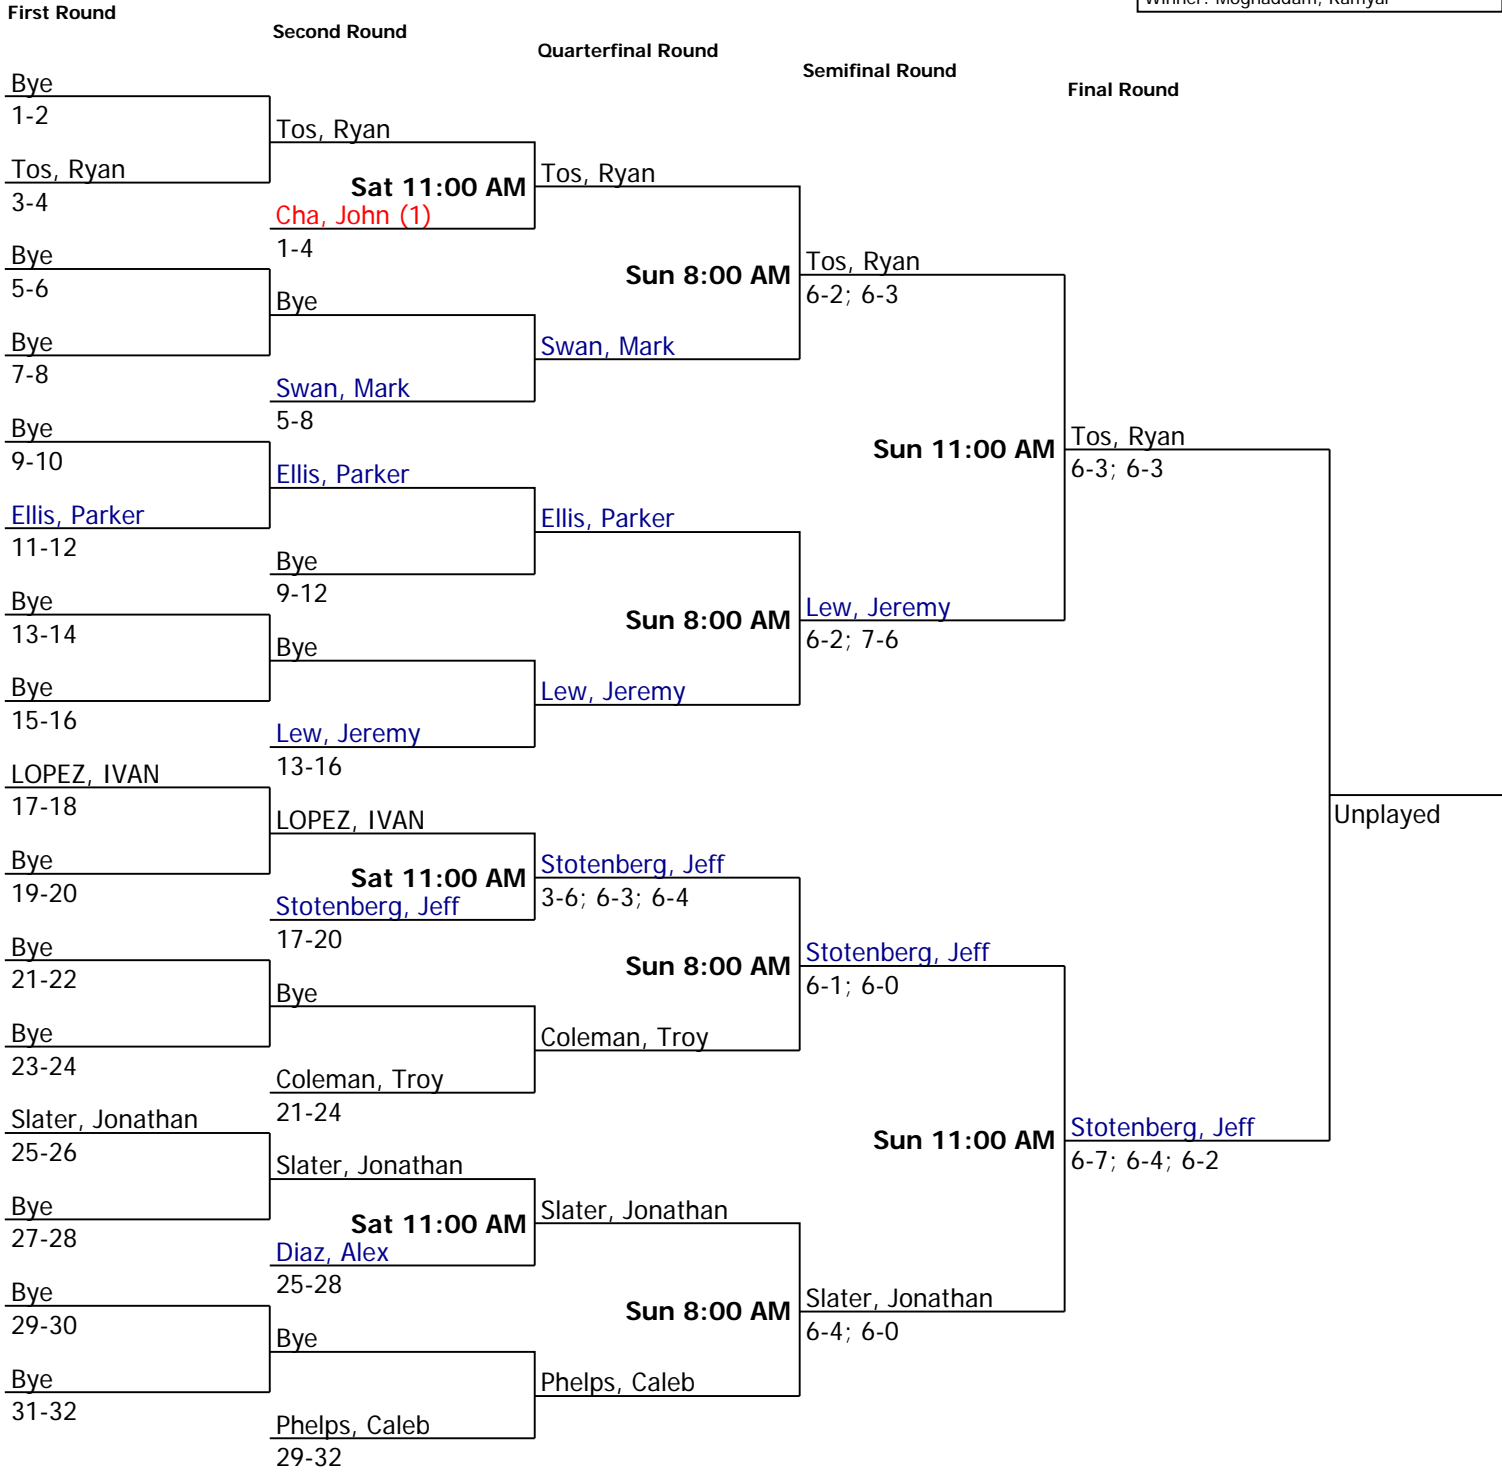 Winner: Moghaddam, Kamyar
First Round
Second Round
Quarterfinal Round
Semifinal Round
Final Round
Bye
1-2
Tos, Ryan
3-4
Bye
5-6
Bye
7-8
Bye
9-10
Ellis, Parker
11-12
Bye
13-14
Bye
15-16
LOPEZ, IVAN
17-18
Bye
19-20
Bye
21-22
Bye
23-24
Slater, Jonathan
25-26
Bye
27-28
Bye
29-30
Bye
31-32
Tos, Ryan
Sat 11:00 AM
Cha, John (1)
1-4
Bye
Swan, Mark
5-8
Ellis, Parker
Bye
9-12
Bye
Lew, Jeremy
13-16
LOPEZ, IVAN
Sat 11:00 AM
Stotenberg, Jeff
17-20
Bye
Coleman, Troy
21-24
Slater, Jonathan
Sat 11:00 AM
Diaz, Alex
25-28
Bye
Phelps, Caleb
29-32
Tos, Ryan
Sun 8:00 AM
Swan, Mark
Ellis, Parker
Sun 8:00 AM
Lew, Jeremy
Stotenberg, Jeff
3-6; 6-3; 6-4
Sun 8:00 AM
Coleman, Troy
Slater, Jonathan
Sun 8:00 AM
Phelps, Caleb
Tos, Ryan
6-2; 6-3
Sun 11:00 AM
Lew, Jeremy
6-2; 7-6
Stotenberg, Jeff
6-1; 6-0
Sun 11:00 AM
Slater, Jonathan
6-4; 6-0
Tos, Ryan
6-3; 6-3
Stotenberg, Jeff
6-7; 6-4; 6-2
Unplayed